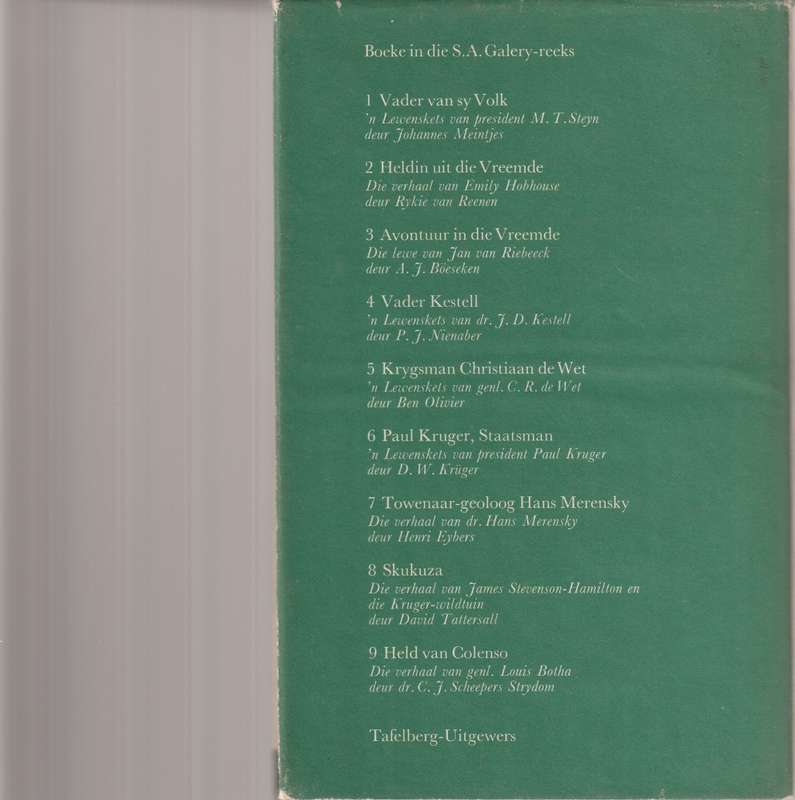 Boeke in die S.A. Galery-reeks
1 Vader van sy Volk
'n Lewenskets van president M. T. Steyn
deur Johannes Meintjes
2 Heldin uit die Vreemde
Die verhaal van Emily Hobhouse
deur Rykie van Reenen
3 Avontuur in die Vreemde
Die lewe van Jan van Riebeeck
deur A. J. Böeseken
4 Vader Kestell
'n Lewenskets van dr. J. D. Kestell
deur P. J. Nienaber
5 Krygsman Christiaan de Wet
'n Lewenskets van genl. C. R. de Wet
deur Ben Olivier
6 Paul Kruger, Staatsman
'n Lewenskets van president Paul Kruger
deur D. W. Krüger
7 Towenaar-geoloog Hans Merensky
Die verhaal van dr. Hans Merensky
deur Henri Eybers
8 Skukuza
Die verhaal van James Stevenson-Hamilton en
die Kruger-wildtuin
deur David Tattersall
9 Held van Colenso
Die verhaal van genl. Louis Botha
deur dr. C. J. Scheepers Strydom
Tafelberg-Uitgewers